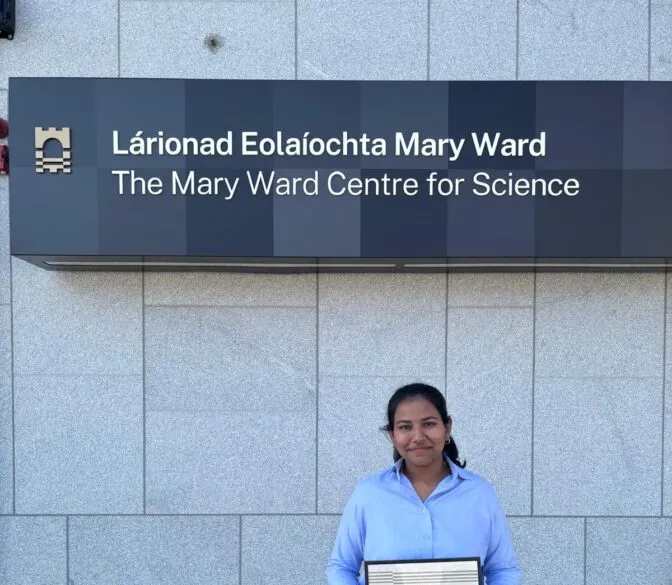 Lárionad Eolaíochta Mary Ward
The Mary Ward Centre for Science